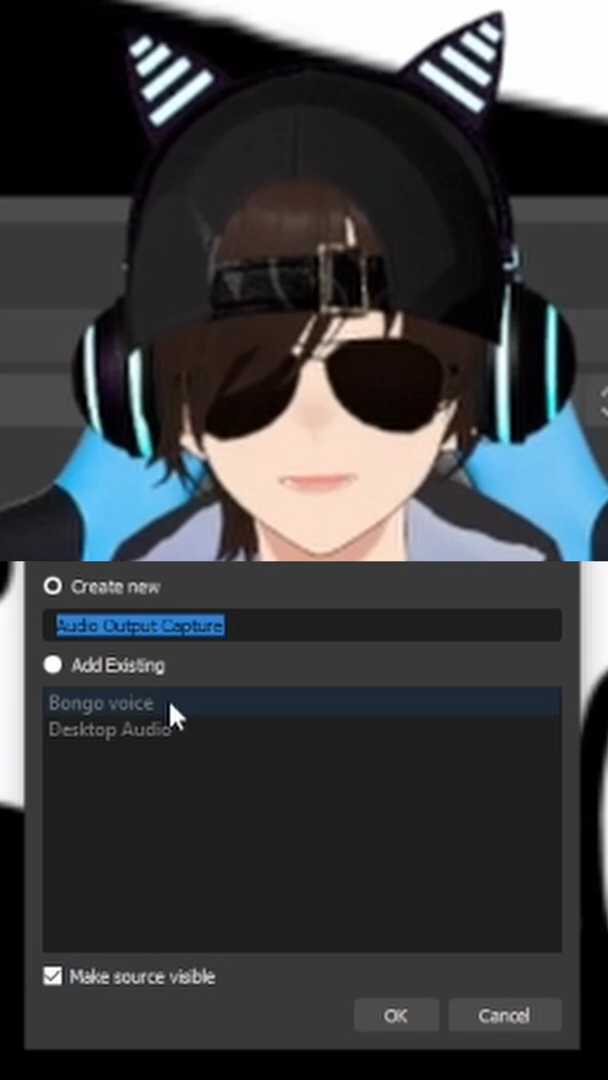 Create new
Audio Output Capture
Add Existing
Bongo voice
Desktop Audio
Make source visible
OK
Cancel